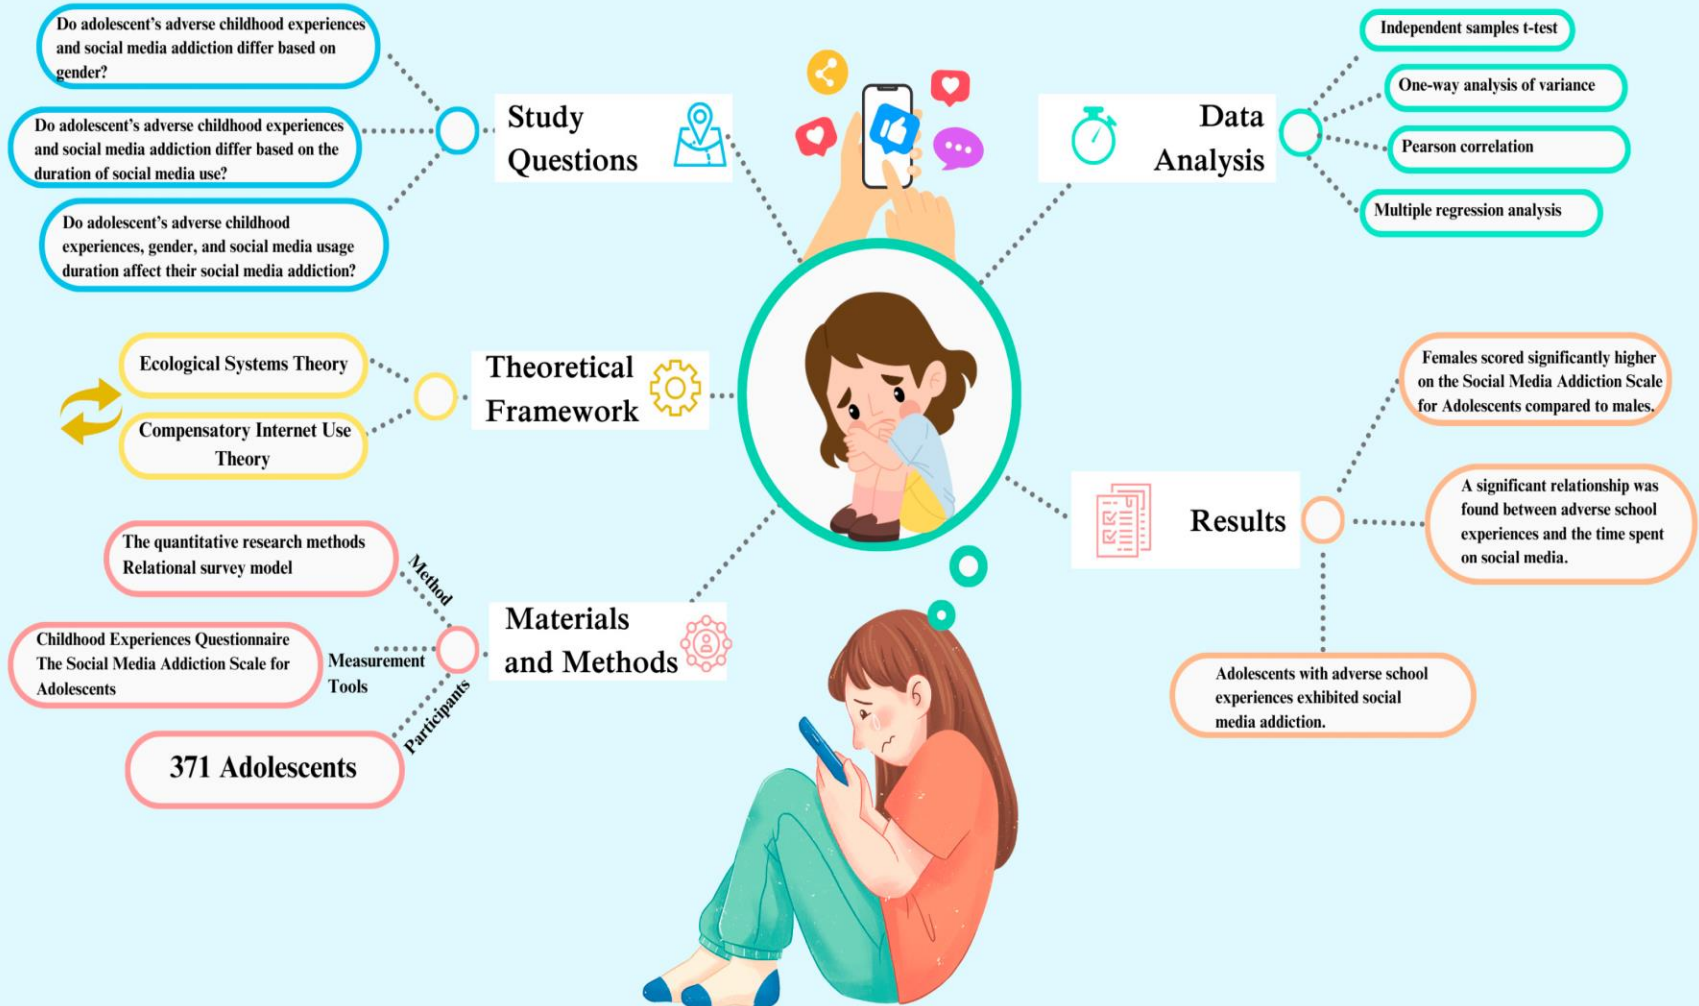 Do adolescent’s adverse childhood experiences
and social media addiction differ based on
gender?
Do adolescent’s adverse childhood experiences
and social media addiction differ based on the
duration of social media use?
Do adolescent’s adverse childhood
experiences, gender, and social media usage
duration affect their social media addiction?
Study
Questions
Ecological Systems Theory
Compensatory Internet Use
Theory
Theoretical
Framework
The quantitative research methods
Relational survey model
Method
Childhood Experiences Questionnaire
The Social Media Addiction Scale for
Adolescents
Measurement
Tools
371 Adolescents
Participants
Materials
and Methods
Data
Analysis
Independent samples t-test
One-way analysis of variance
Pearson correlation
Multiple regression analysis
Results
Females scored significantly higher
on the Social Media Addiction Scale
for Adolescents compared to males.
A significant relationship was
found between adverse school
experiences and the time spent
on social media.
Adolescents with adverse school
experiences exhibited social
media addiction.